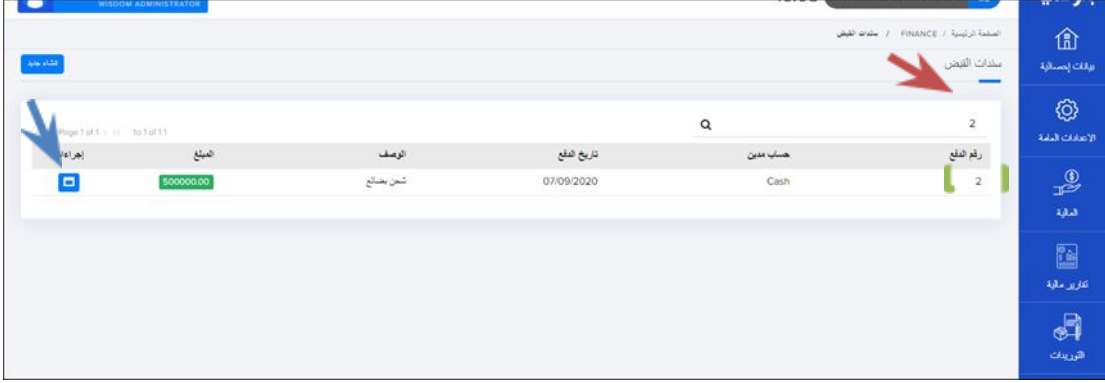 WISDOM ADMINISTRATOR
الصفحة الرئيسية / FINANCE / سندات القبض
سندات القبض
انشاء جديد
2
Page 1 of 1
to 1 of 11
رقم الدفع
حساب مدين
تاريخ الدفع
الوصف
المبلغ
2
Cash
07/09/2020
شحن بضائع
500000.00
بيانات إحصائية
الاعدادات العامة
المالية
تقارير مالية
التوريدات